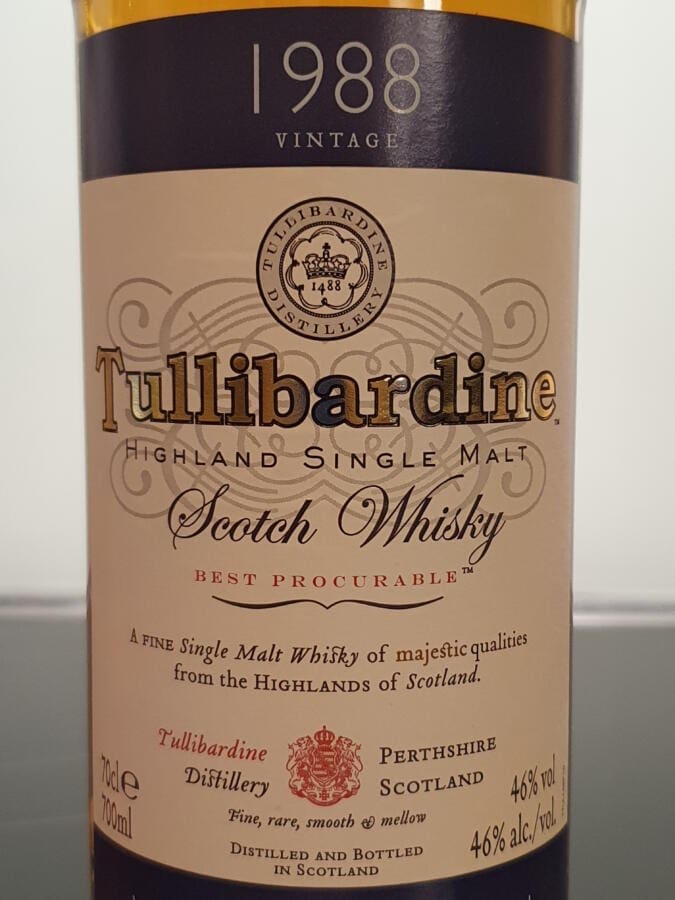 1988
VINTAGE
TULLIBARDINE
1488
DISTILLERY
Tullibardine™
HIGHLAND SINGLE MALT
Scotch Whisky
BEST PROCURABLE™
A FINE Single Malt Whisky of majestic qualities
from the HIGHLANDS of Scotland.
Tullibardine
Distillery
PERTHSHIRE
SCOTLAND
70cl e
700ml
46% vol
46% alc./vol.
Fine, rare, smooth & mellow
DISTILLED AND BOTTLED
IN SCOTLAND